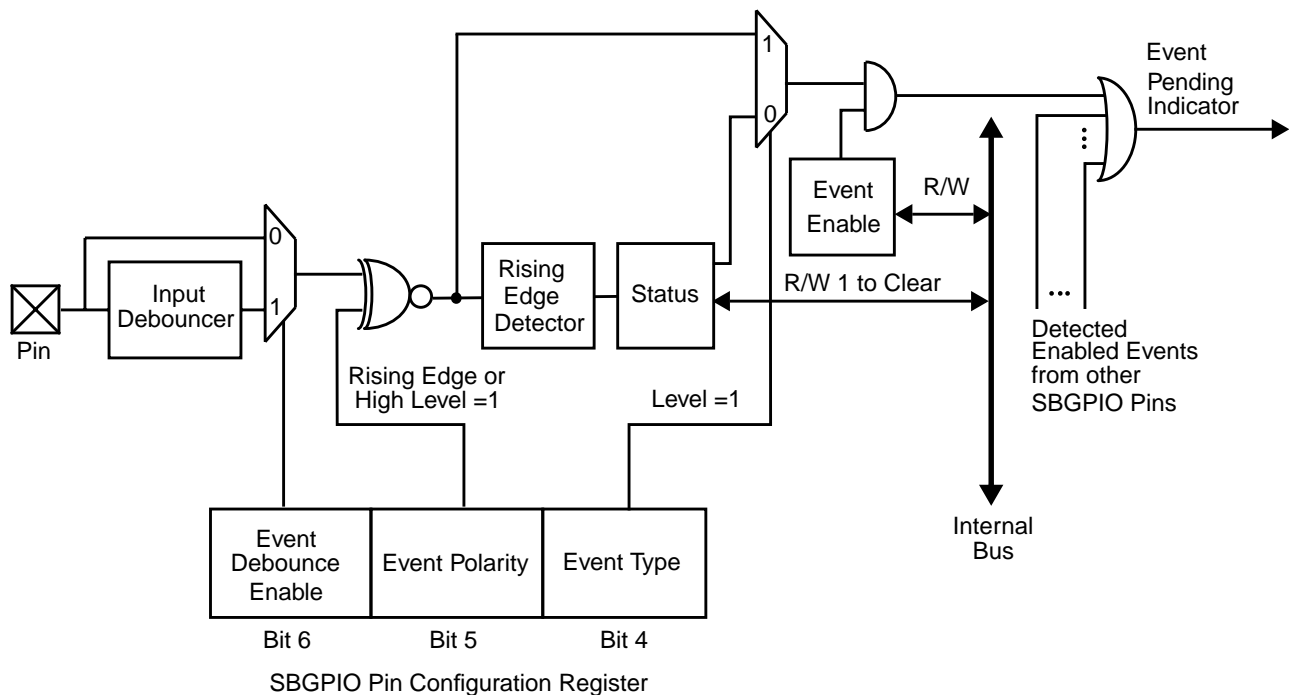 Event
Pending
Indicator
1
0
Event
Enable
R/W
0
1
Input
Debouncer
Pin
Rising
Edge
Detector
Status
R/W 1 to Clear
...
...
Detected
Enabled Events
from other
SBGPIO Pins
Rising Edge or
High Level =1
Level =1
Internal
Bus
Event
Debounce
Enable
Event Polarity
Event Type
Bit 6
Bit 5
Bit 4
SBGPIO Pin Configuration Register